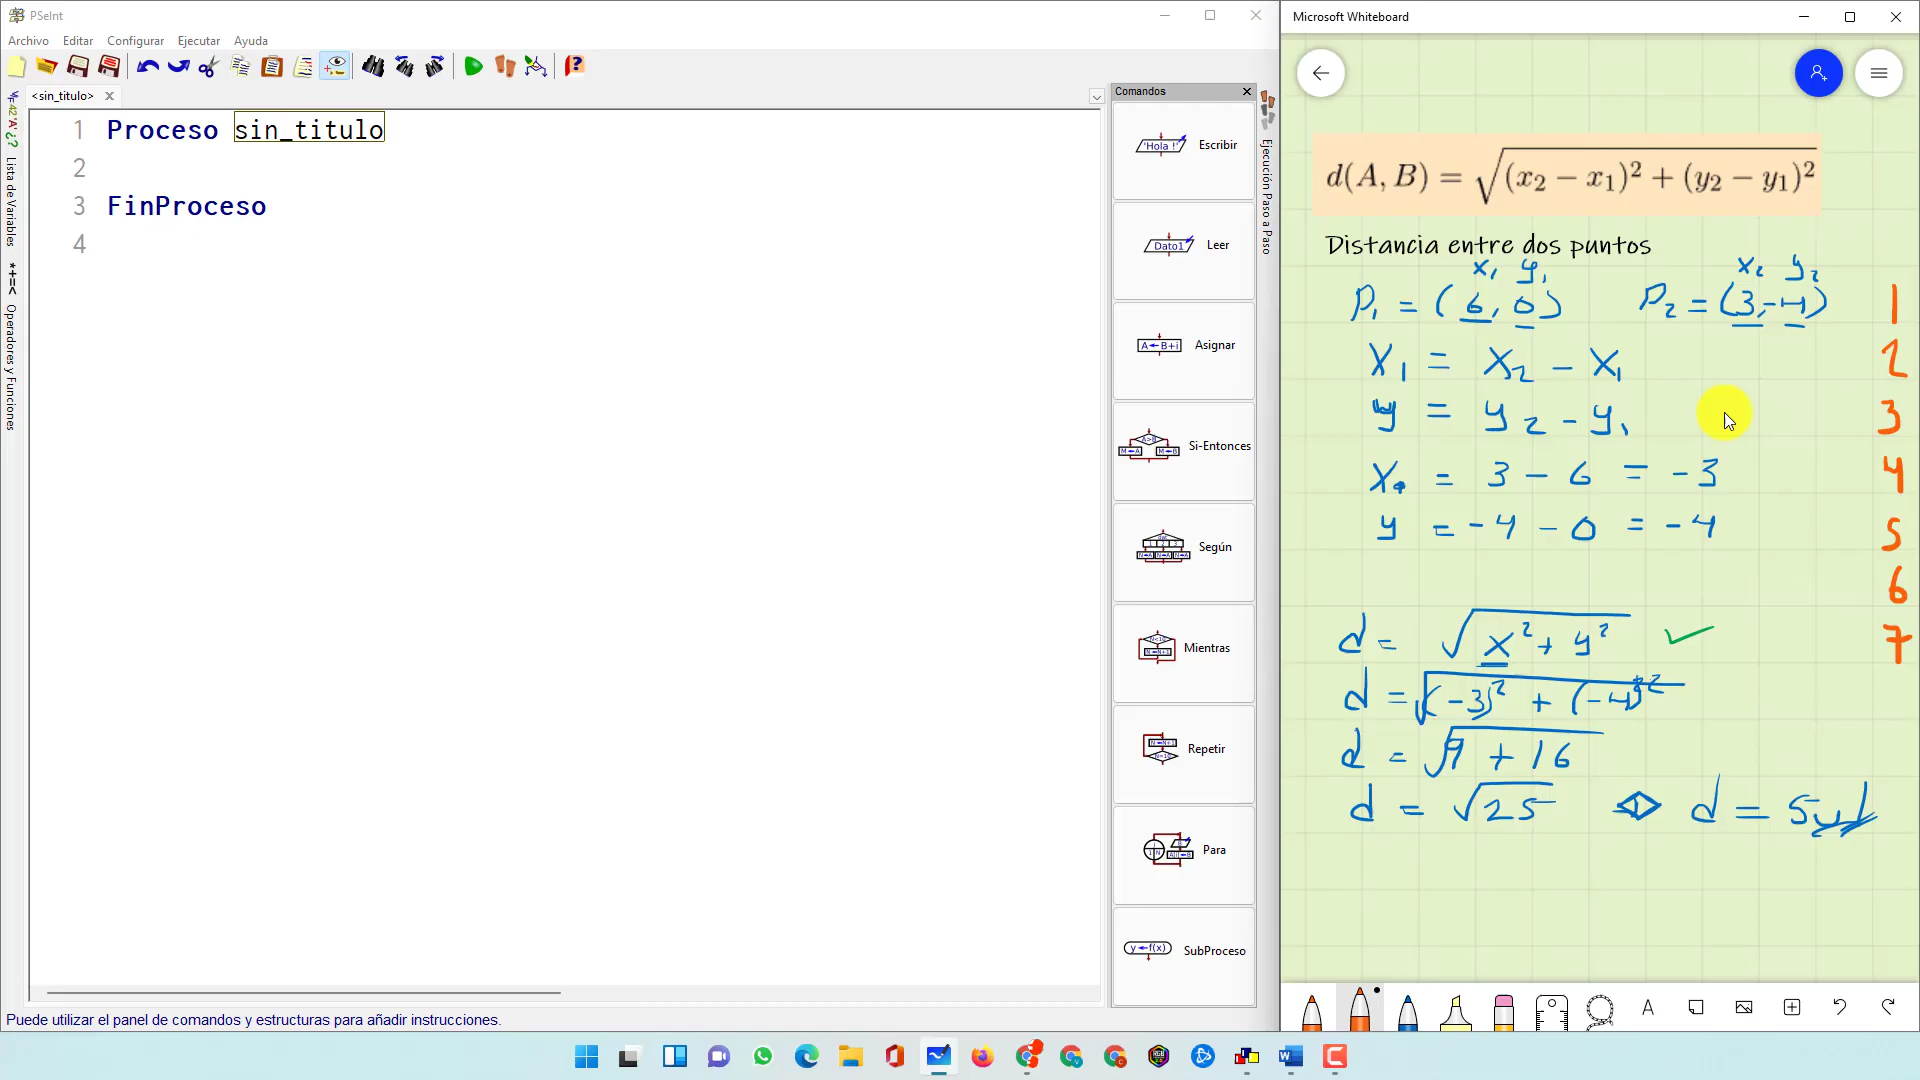 PSeInt
Archivo Editar Configurar Ejecutar Ayuda
<sin_titulo>
1 Proceso sin_titulo
2
3 FinProceso
4
Lista de Variables
Operadores y Funciones
Comandos
'Hola !' Escribir
Dato1 Leer
A←B+i Asignar
Si-Entonces
Según
Mientras
Repetir
Para
y←f(x) SubProceso
Ejecución Paso a Paso
Puede utilizar el panel de comandos y estructuras para añadir instrucciones.
Microsoft Whiteboard
d(A, B) = √(x₂ − x₁)² + (y₂ − y₁)²
Distancia entre dos puntos
x₁ y₁ x₂ y₂
P₁ = (6, 0) P₂ = (3, -4) 1
X₁ = X₂ - X₁ 2
y = y₂ - y₁ 3
X = 3 - 6 = -3 4
y = -4 - 0 = -4 5
6
d = √x² + y² 7
d = √(-3)² + (-4)²
d = √9 + 16
d = √25 d = 5